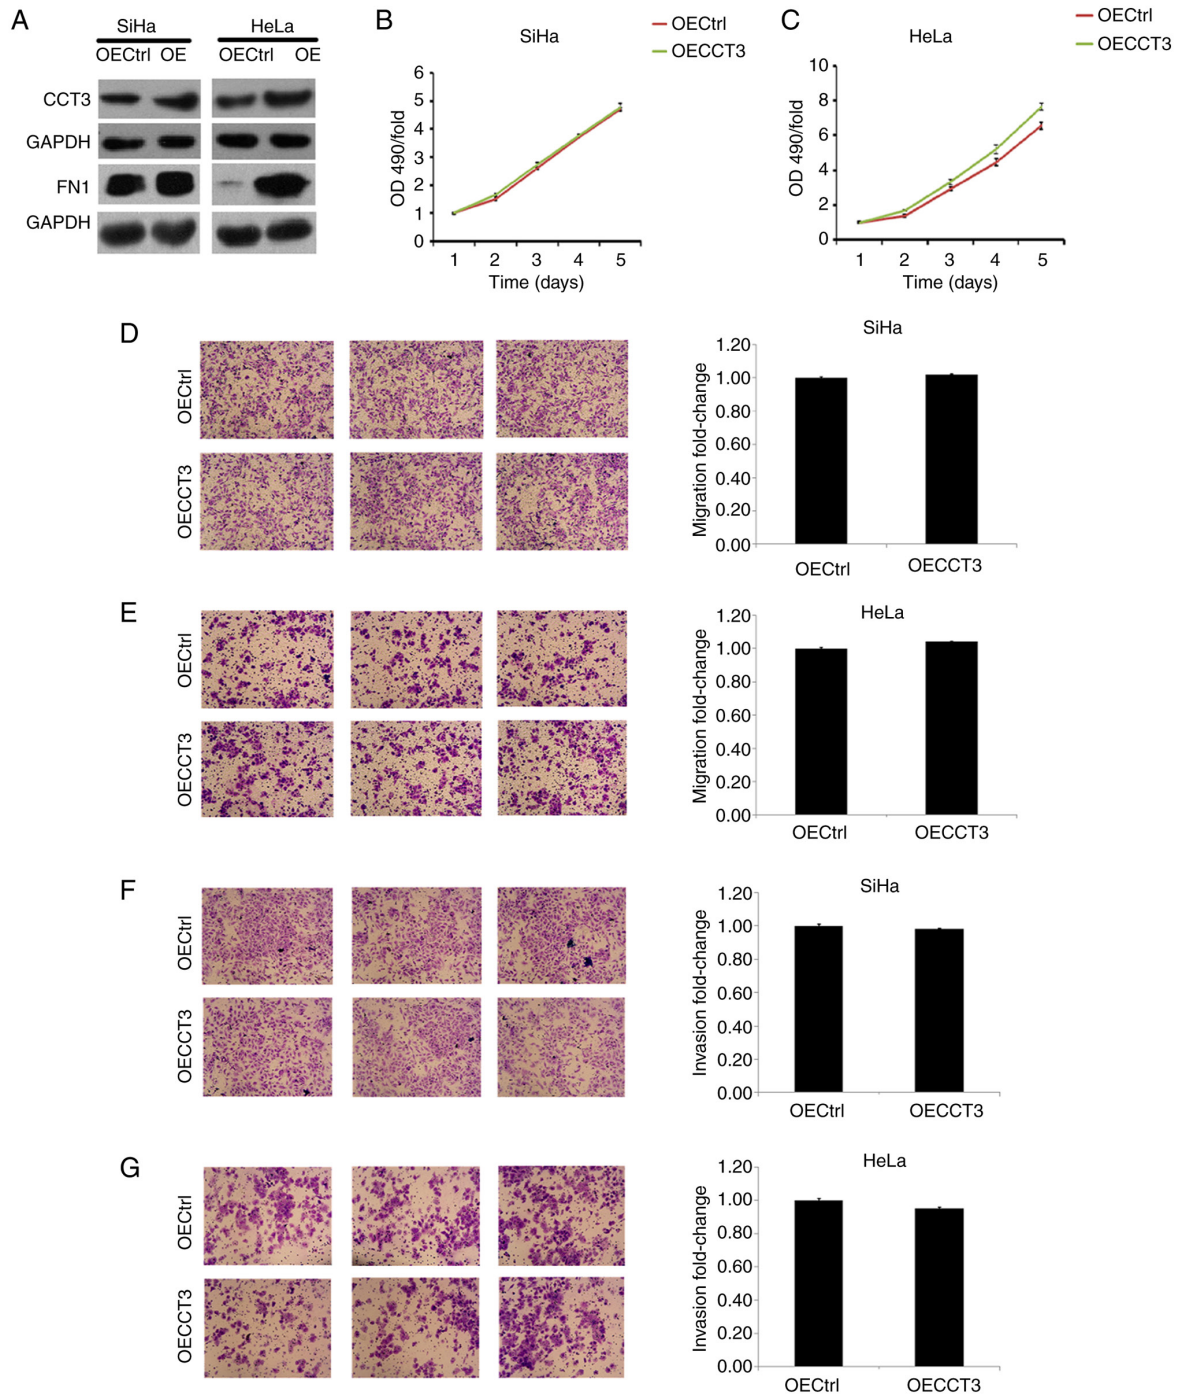 A
SiHa
HeLa
OECtrl OE
OECtrl OE
CCT3
GAPDH
FN1
GAPDH
B
SiHa
OECtrl
OECCT3
OD 490/fold
6
5
4
3
2
1
0
1 2 3 4 5
Time (days)
C
HeLa
OECtrl
OECCT3
OD 490/fold
10
8
6
4
2
0
1 2 3 4 5
Time (days)
D
OECtrl
OECCT3
SiHa
Migration fold-change
1.20
1.00
0.80
0.60
0.40
0.20
0.00
OECtrl
OECCT3
E
OECtrl
OECCT3
HeLa
Migration fold-change
1.20
1.00
0.80
0.60
0.40
0.20
0.00
OECtrl
OECCT3
F
OECtrl
OECCT3
SiHa
Invasion fold-change
1.20
1.00
0.80
0.60
0.40
0.20
0.00
OECtrl
OECCT3
G
OECtrl
OECCT3
HeLa
Invasion fold-change
1.20
1.00
0.80
0.60
0.40
0.20
0.00
OECtrl
OECCT3